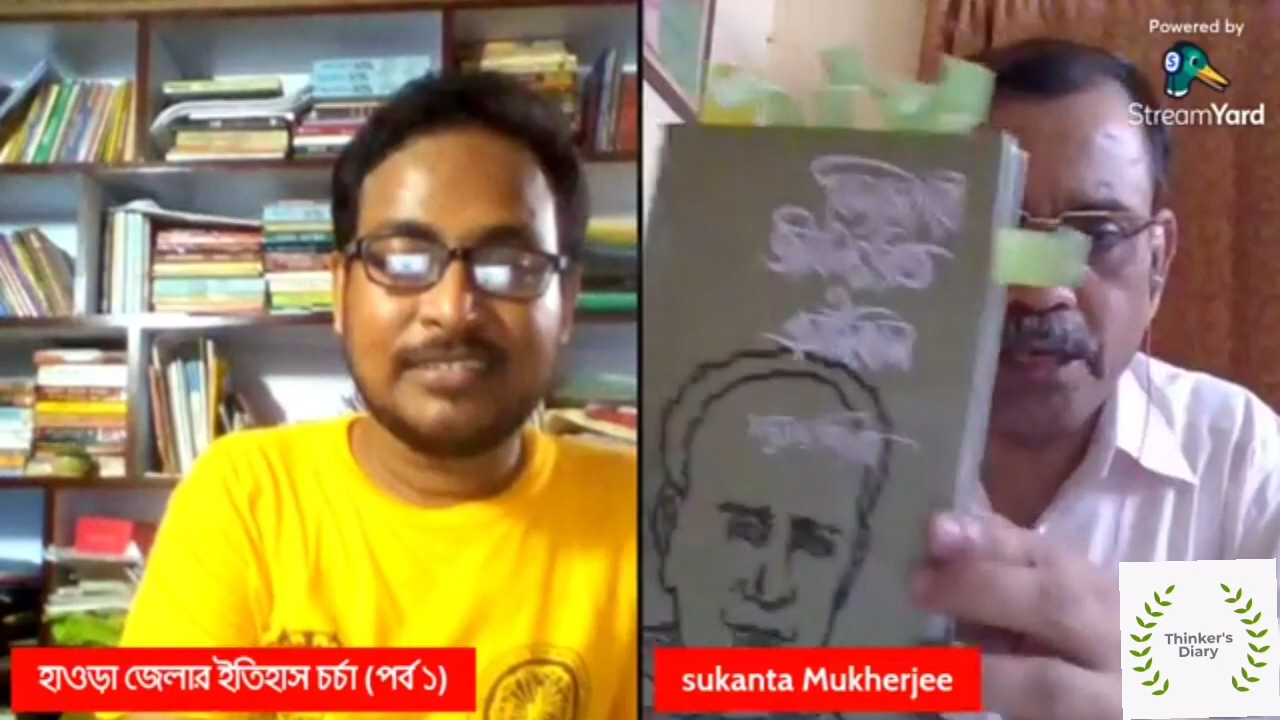 Powered by
StreamYard
হাওড়া জেলার ইতিহাস চর্চা (পর্ব ১)
sukanta Mukherjee
Thinker's
Diary